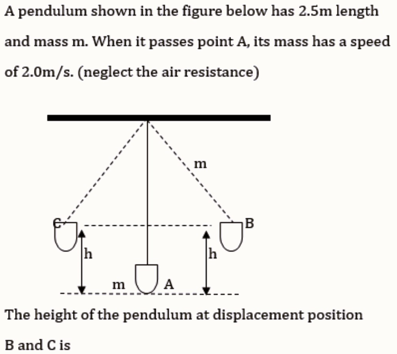 A pendulum shown in the figure below has 2.5m length
and mass m. When it passes point A, its mass has a speed
of 2.0m/s. (neglect the air resistance)
m
C
B
h
h
m
A
The height of the pendulum at displacement position
B and C is